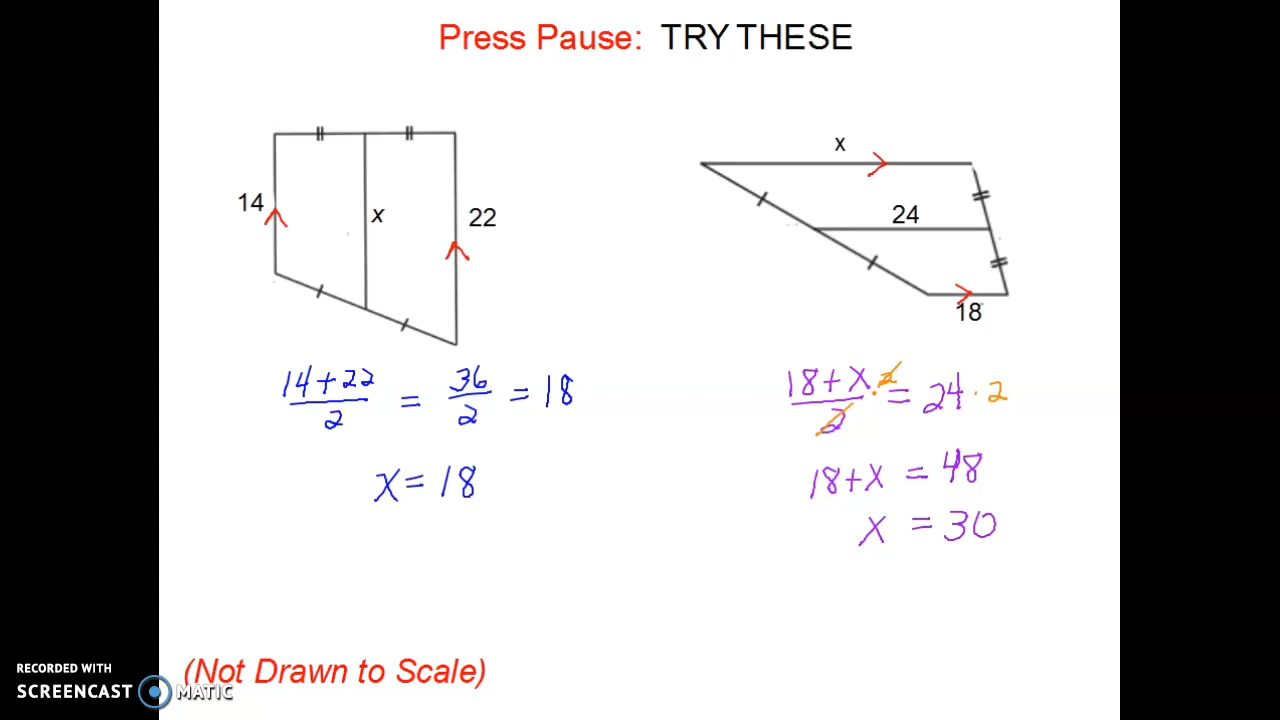 Press Pause: TRY THESE
14
x
22
x
24
18
14+22/2 = 36/2 = 18
x = 18
18+x/2 · 2 = 24 · 2
18+x = 48
x = 30
(Not Drawn to Scale)
RECORDED WITH
SCREENCAST MATIC